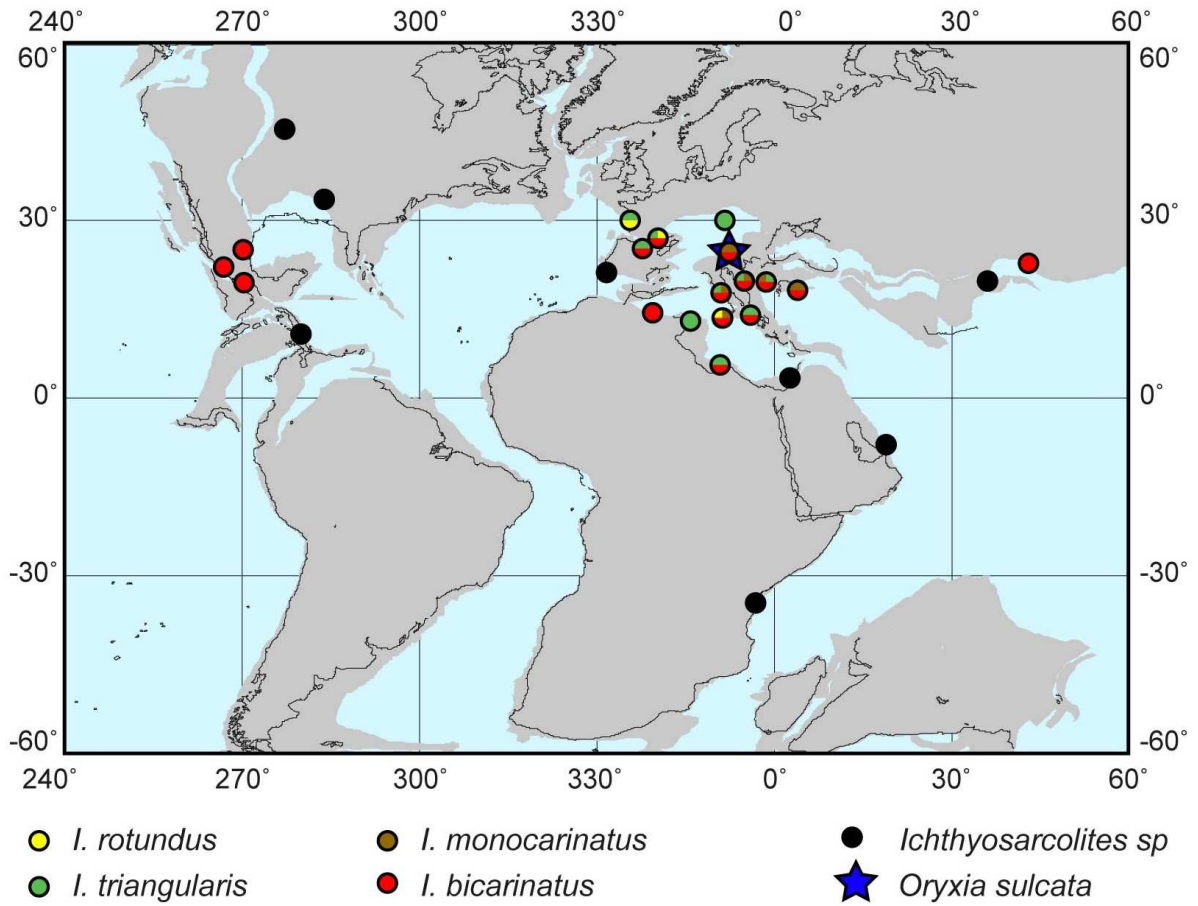 240° 270° 300° 330° 0° 30° 60°
60° 60°
30° 30°
0° 0°
-30° -30°
-60° -60°
240° 270° 300° 330° 0° 30° 60°
I. rotundus I. monocarinatus Ichthyosarcolites sp
I. triangularis I. bicarinatus Oryxia sulcata